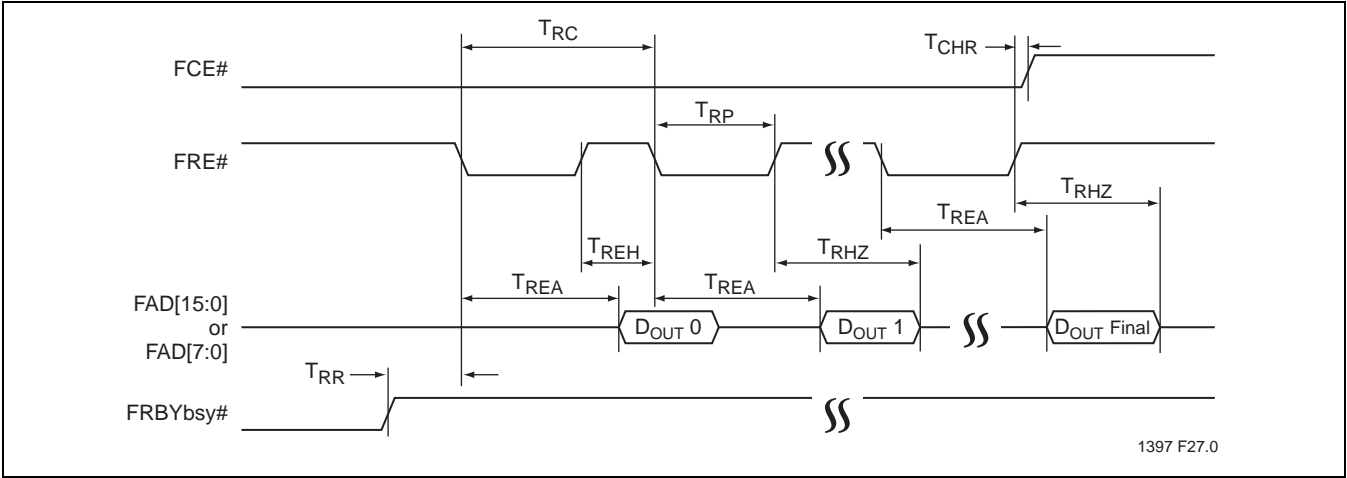 TRC
TCHR
FCE#
TRP
FRE#
TRHZ
TREA
TREH
TRHZ
TREA
TREA
FAD[15:0]
or
FAD[7:0]
DOUT 0
DOUT 1
DOUT Final
TRR
FRBYbsy#
1397 F27.0